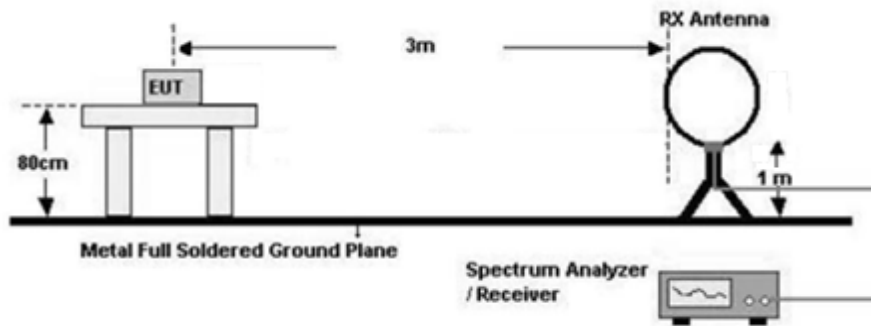 RX Antenna
3m
EUT
80cm
1 m
Metal Full Soldered Ground Plane
Spectrum Analyzer
/ Receiver